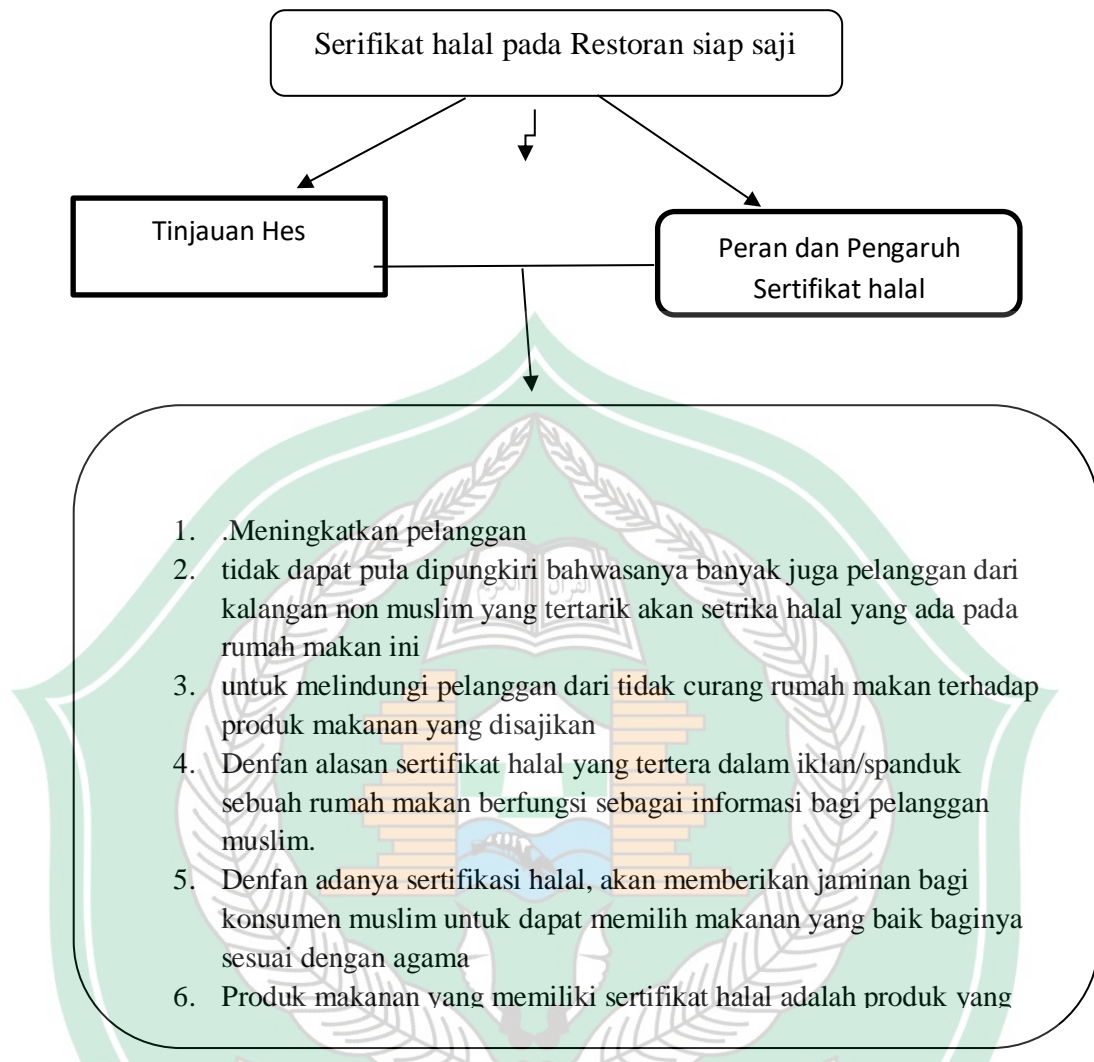 Serifikat halal pada Restoran siap saji
Tinjauan Hes
Peran dan Pengaruh
Sertifikat halal
1. .Meningkatkan pelanggan
2. tidak dapat pula dipungkiri bahwasanya banyak juga pelanggan dari
kalangan non muslim yang tertarik akan setrika halal yang ada pada
rumah makan ini
3. untuk melindungi pelanggan dari tidak curang rumah makan terhadap
produk makanan yang disajikan
4. Denfan alasan sertifikat halal yang tertera dalam iklan/spanduk
sebuah rumah makan berfungsi sebagai informasi bagi pelanggan
muslim.
5. Denfan adanya sertifikasi halal, akan memberikan jaminan bagi
konsumen muslim untuk dapat memilih makanan yang baik baginya
sesuai dengan agama
6. Produk makanan yang memiliki sertifikat halal adalah produk yang